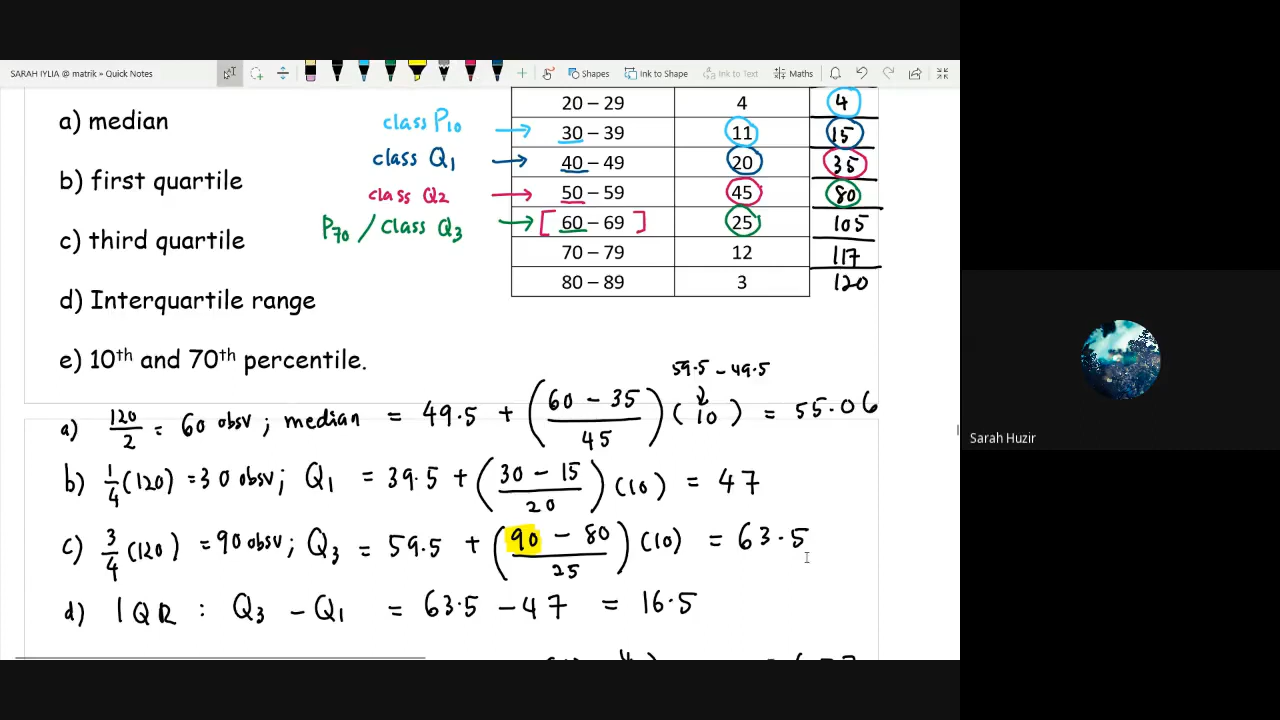 SARAH IYLIA @ matrik » Quick Notes
Shapes
Ink to Shape
Ink to Text
Maths
20 – 29 4 4
a) median
class P10 → 30 – 39 11 15
class Q1 → 40 – 49 20 35
b) first quartile
class Q2 → 50 – 59 45 80
P70 / class Q3 → [ 60 – 69 ] 25 105
c) third quartile
70 – 79 12 117
80 – 89 3 120
d) Interquartile range
e) 10th and 70th percentile.
59.5 – 49.5
a) 120/2 = 60 obsv ; median = 49.5 + (60 – 35 / 45) (10) = 55.06
b) 1/4 (120) = 30 obsv ; Q1 = 39.5 + (30 – 15 / 20) (10) = 47
c) 3/4 (120) = 90 obsv ; Q3 = 59.5 + (90 – 80 / 25) (10) = 63.5
d) IQR : Q3 – Q1 = 63.5 – 47 = 16.5
Sarah Huzir